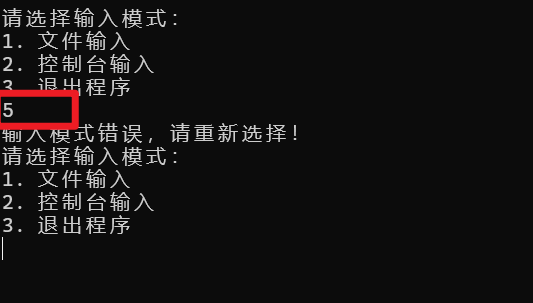 请选择输入模式：
1. 文件输入
2. 控制台输入
3. 退出程序
5
输入模式错误，请重新选择！
请选择输入模式：
1. 文件输入
2. 控制台输入
3. 退出程序